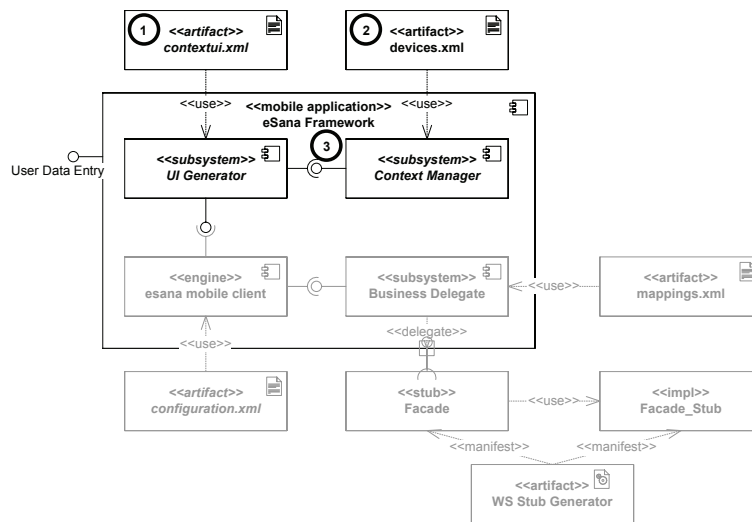 1
<<artifact>>
contextui.xml
2
<<artifact>>
devices.xml
<<use>>
<<mobile application>>
eSana Framework
<<use>>
User Data Entry
<<subsystem>>
UI Generator
3
<<subsystem>>
Context Manager
<<engine>>
esana mobile client
<<subsystem>>
Business Delegate
<<use>>
<<artifact>>
mappings.xml
<<use>>
<<delegate>>
<<artifact>>
configuration.xml
<<stub>>
Facade
<<use>>
<<impl>>
Facade_Stub
<<manifest>>
<<manifest>>
<<artifact>>
WS Stub Generator